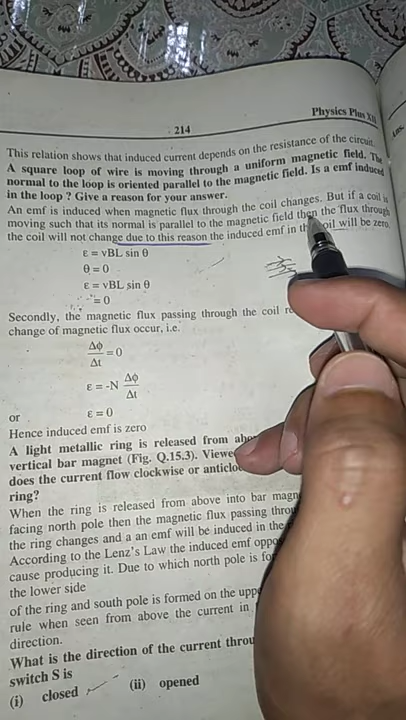 Physics Plus XII
214
This relation shows that induced current depends on the resistance of the circuit.
A square loop of wire is moving through a uniform magnetic field. The
normal to the loop is oriented parallel to the magnetic field. Is a emf induced
in the loop ? Give a reason for your answer.
An emf is induced when magnetic flux through the coil changes. But if a coil is
moving such that its normal is parallel to the magnetic field then the flux through
the coil will not change due to this reason the induced emf in the coil will be zero.
ε = vBL sin θ
θ = 0
ε = vBL sin θ
= 0
Secondly, the magnetic flux passing through the coil
change of magnetic flux occur, i.e.
Δϕ/Δt = 0
ε = -N Δϕ/Δt
or ε = 0
Hence induced emf is zero
A light metallic ring is released from
vertical bar magnet (Fig. Q.15.3).
does the current flow clockwise or
ring?
When the ring is released from above into bar
facing north pole then the magnetic flux passing
the ring changes and a an emf will be induced in the
According to the Lenz's Law the induced emf
cause producing it. Due to which north pole is
the lower side
of the ring and south pole is formed on the
rule when seen from above the current in
direction.
What is the direction of the current
switch S is
(i) closed (ii) opened